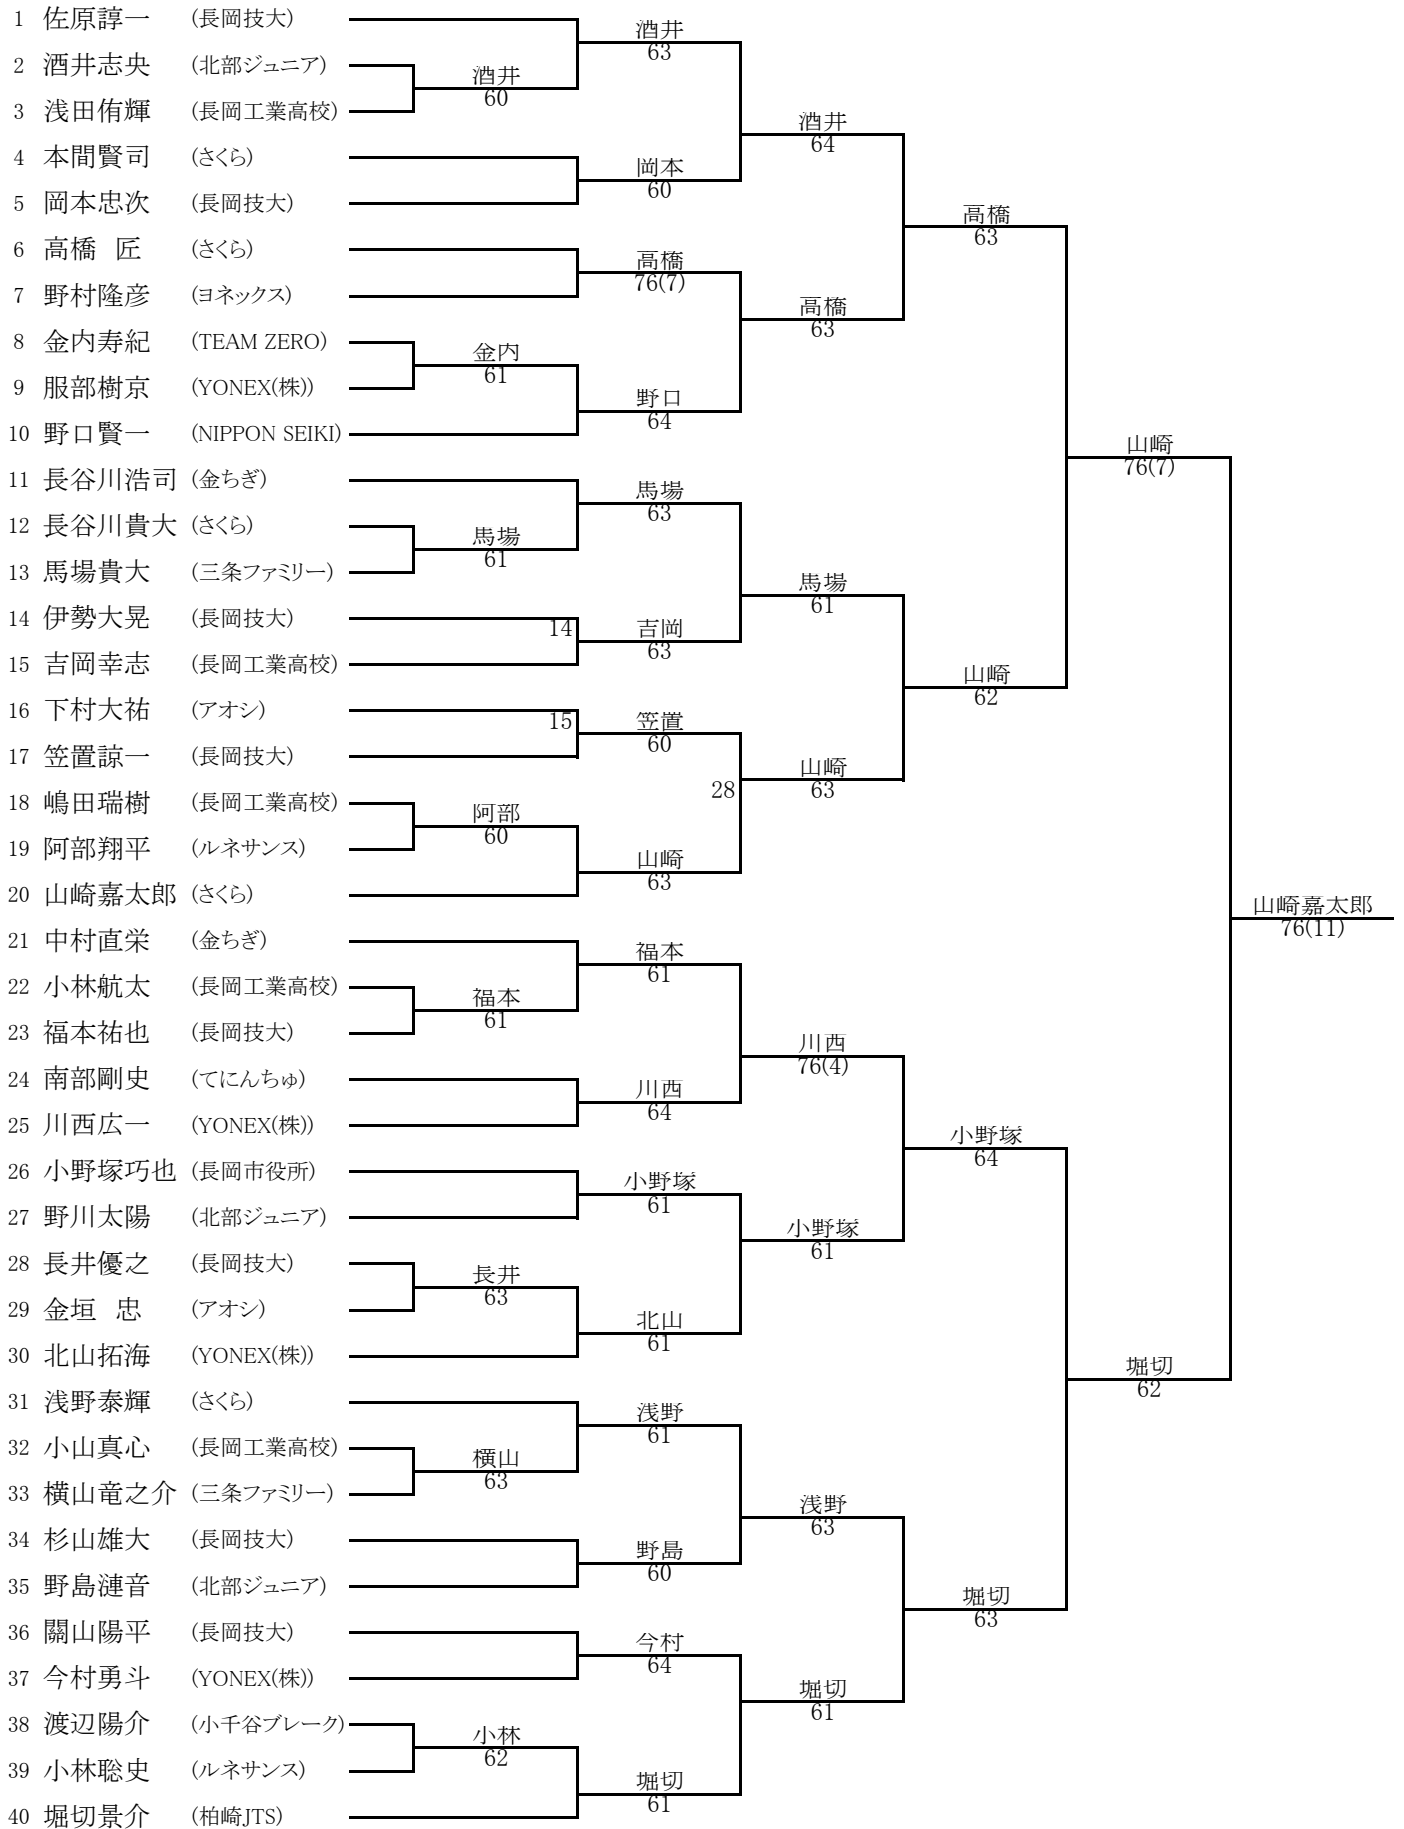 1 佐原諄一 (長岡技大)
酒井
63
2 酒井志央 (北部ジュニア)
酒井
60
3 浅田侑輝 (長岡工業高校)
酒井
64
4 本間賢司 (さくら)
岡本
60
5 岡本忠次 (長岡技大)
高橋
63
6 高橋 匠 (さくら)
高橋
76(7)
7 野村隆彦 (ヨネックス)
高橋
63
8 金内寿紀 (TEAM ZERO)
金内
61
9 服部樹京 (YONEX(株))
野口
64
10 野口賢一 (NIPPON SEIKI)
山崎
76(7)
11 長谷川浩司 (金ちぎ)
馬場
63
12 長谷川貴大 (さくら)
馬場
61
13 馬場貴大 (三条ファミリー)
馬場
61
14 伊勢大晃 (長岡技大)
14
吉岡
63
15 吉岡幸志 (長岡工業高校)
山崎
62
16 下村大祐 (アオシ)
15
笠置
60
17 笠置諒一 (長岡技大)
山崎
63
28
18 嶋田瑞樹 (長岡工業高校)
阿部
60
19 阿部翔平 (ルネサンス)
山崎
63
20 山崎嘉太郎 (さくら)
山崎嘉太郎
76(11)
21 中村直栄 (金ちぎ)
福本
61
22 小林航太 (長岡工業高校)
福本
61
23 福本祐也 (長岡技大)
川西
76(4)
24 南部剛史 (てにんちゅ)
川西
64
25 川西広一 (YONEX(株))
小野塚
64
26 小野塚巧也 (長岡市役所)
小野塚
61
27 野川太陽 (北部ジュニア)
小野塚
61
28 長井優之 (長岡技大)
長井
63
29 金垣 忠 (アオシ)
北山
61
30 北山拓海 (YONEX(株))
堀切
62
31 浅野泰輝 (さくら)
浅野
61
32 小山真心 (長岡工業高校)
横山
63
33 横山竜之介 (三条ファミリー)
浅野
63
34 杉山雄大 (長岡技大)
野島
60
35 野島漣音 (北部ジュニア)
堀切
63
36 關山陽平 (長岡技大)
今村
64
37 今村勇斗 (YONEX(株))
堀切
61
38 渡辺陽介 (小千谷ブレーク)
小林
62
39 小林聡史 (ルネサンス)
堀切
61
40 堀切景介 (柏崎JTS)